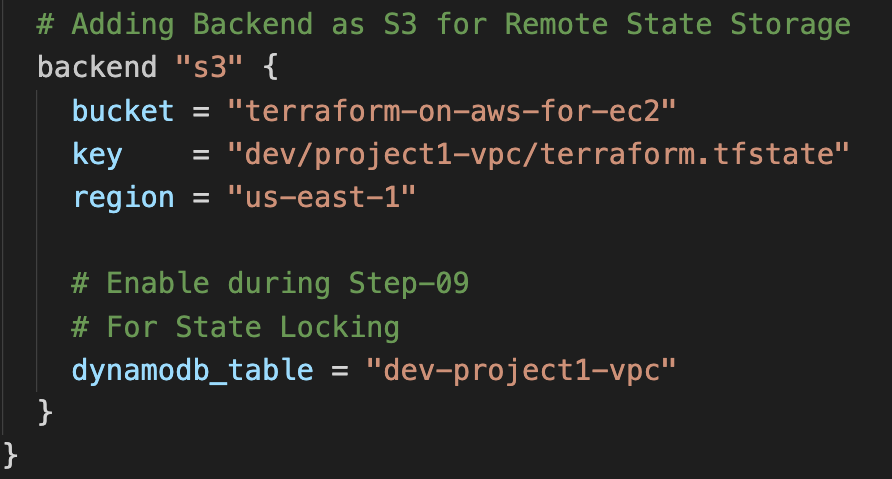 # Adding Backend as S3 for Remote State Storage
backend "s3" {
bucket = "terraform-on-aws-for-ec2"
key    = "dev/project1-vpc/terraform.tfstate"
region = "us-east-1"
# Enable during Step-09
# For State Locking
dynamodb_table = "dev-project1-vpc"
}
}